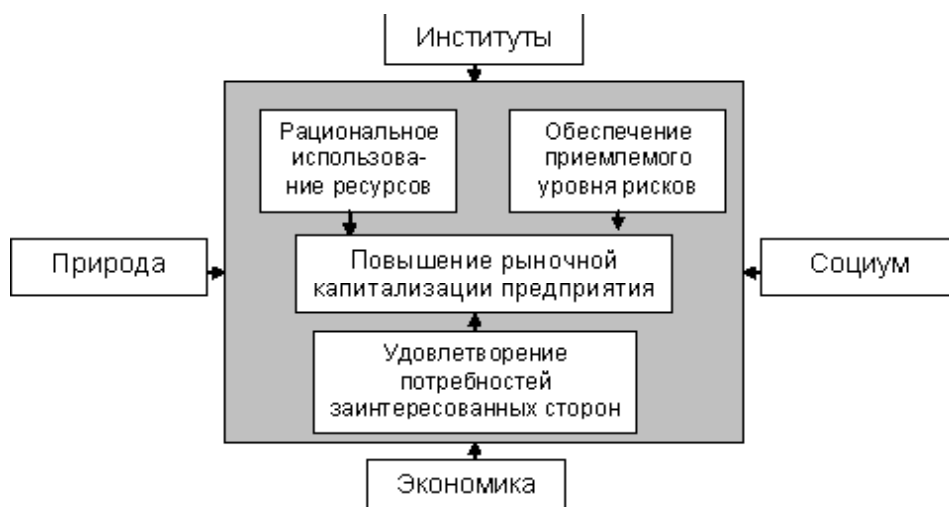 Институты
Рациональное
использова-
ние ресурсов
Обеспечение
приемлемого
уровня рисков
Природа
Повышение рыночной
капитализации предприятия
Социум
Удовлетворение
потребностей
заинтересованных сторон
Экономика